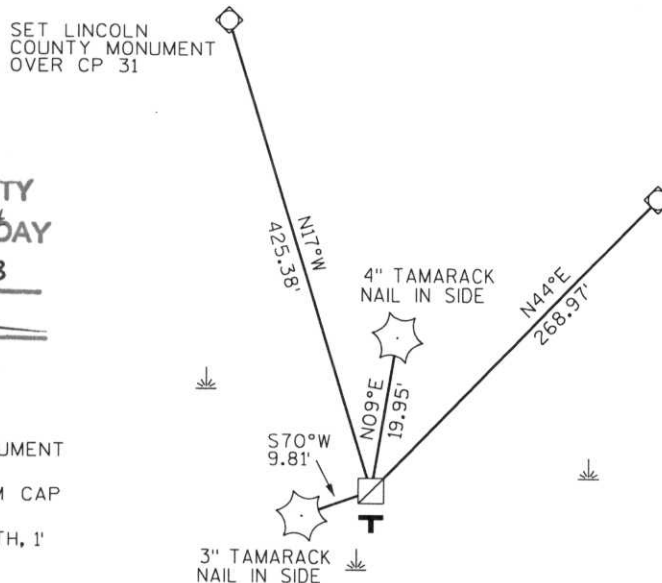 SET LINCOLN
COUNTY MONUMENT
OVER CP 31
TY
DAY
8
N17°W
425.38'
4" TAMARACK
NAIL IN SIDE
N44°E
268.97'
N09°E
19.95'
S70°W
9.81'
UMENT
M CAP
TH, 1'
T
3" TAMARACK
NAIL IN SIDE